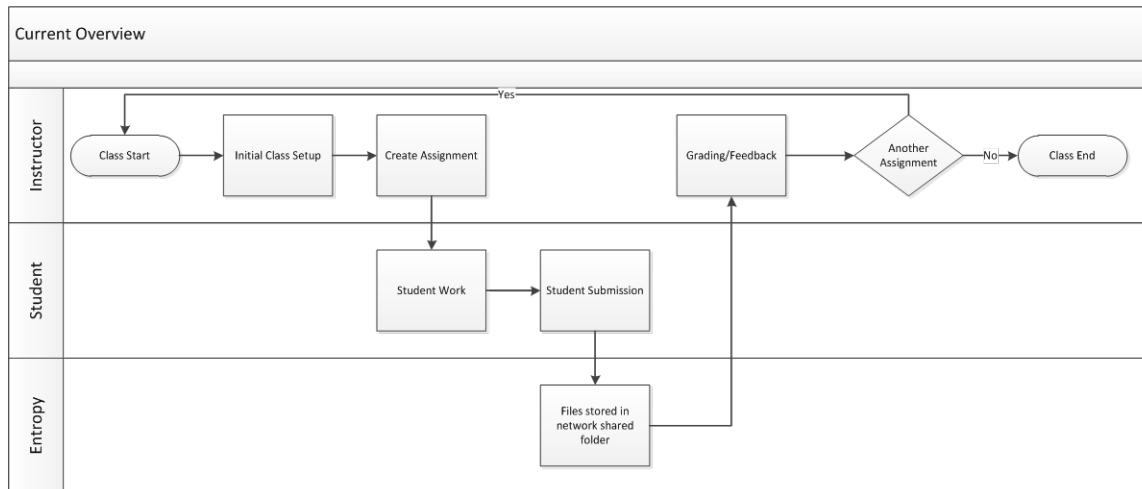 Current Overview
Yes
Instructor
Class Start
Initial Class Setup
Create Assignment
Grading/Feedback
Another
Assignment
No
Class End
Student
Student Work
Student Submission
Entropy
Files stored in
network shared
folder